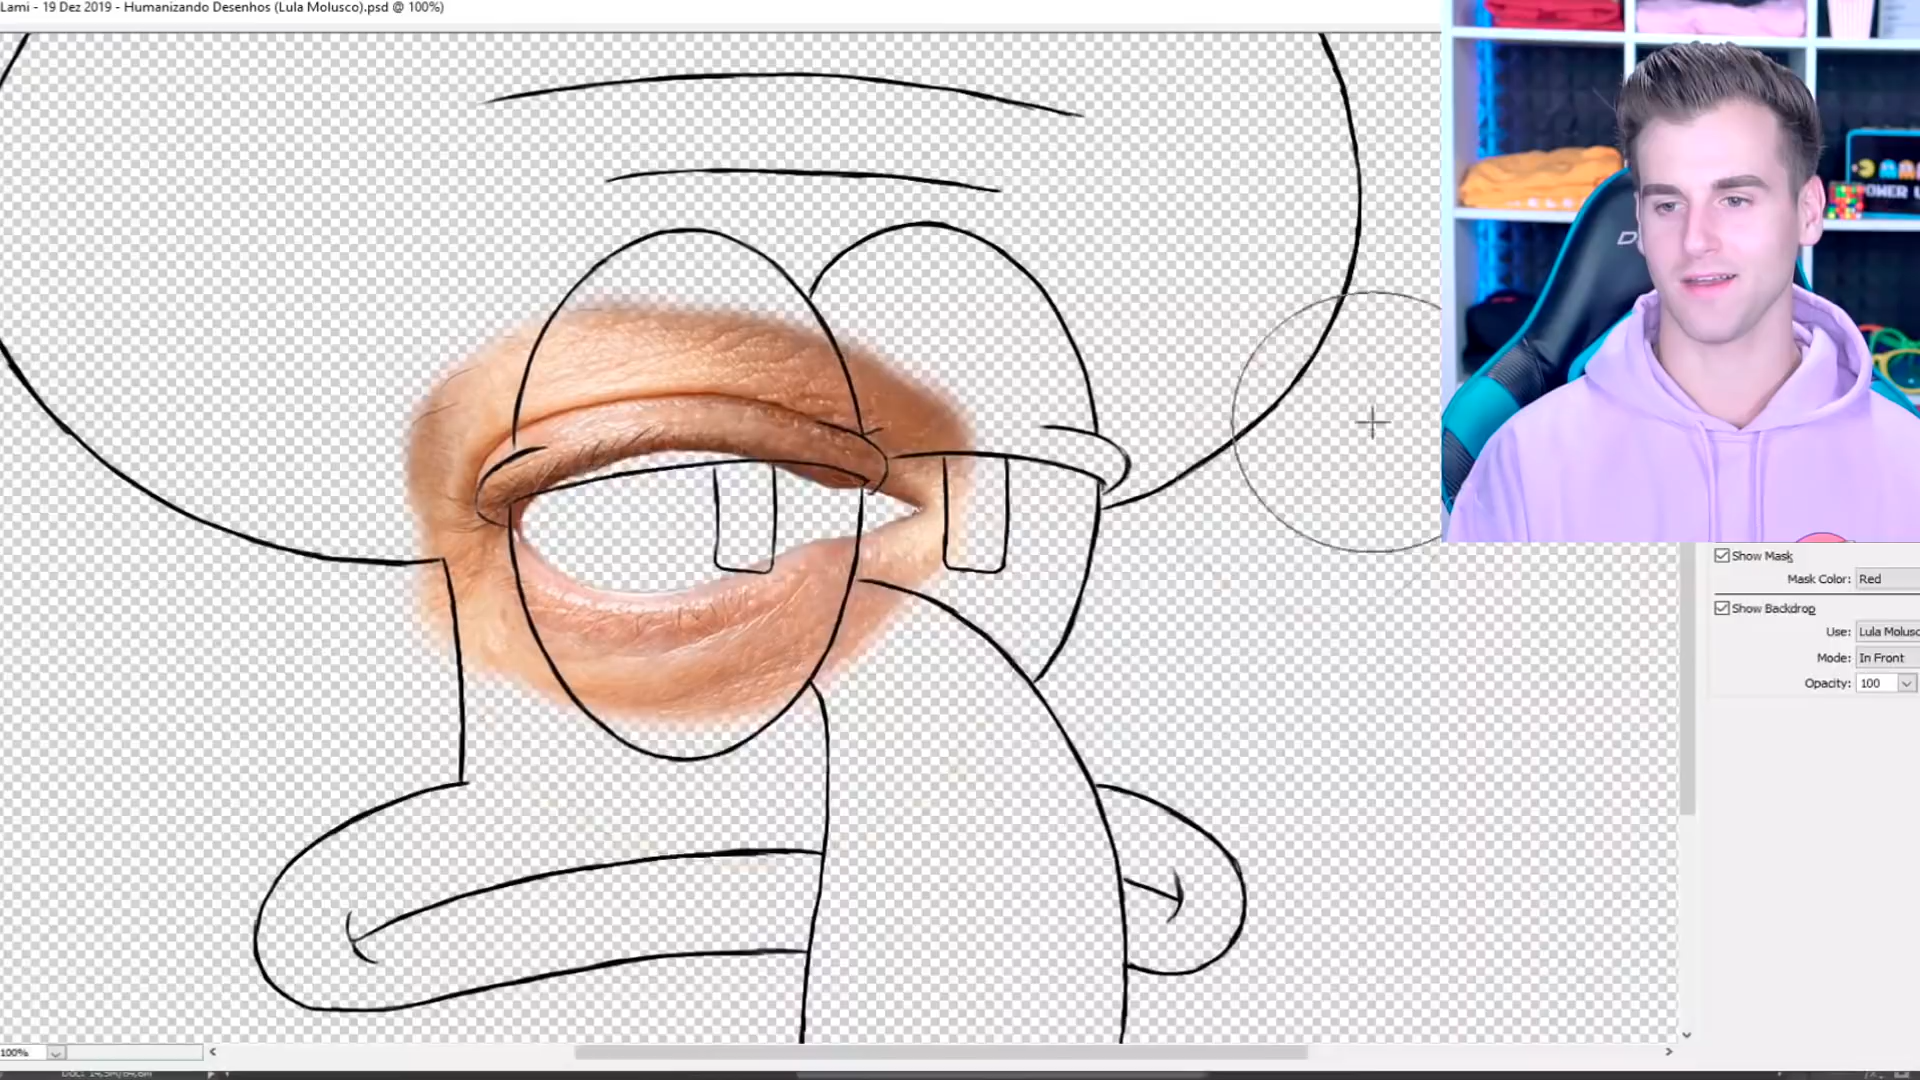 Lami - 19 Dez 2019 - Humanizando Desenhos (Lula Molusco).psd @ 100%)
POWER
Show Mask
Mask Color: Red
Show Backdrop
Use: Lula Molusc
Mode: In Front
Opacity: 100
100%